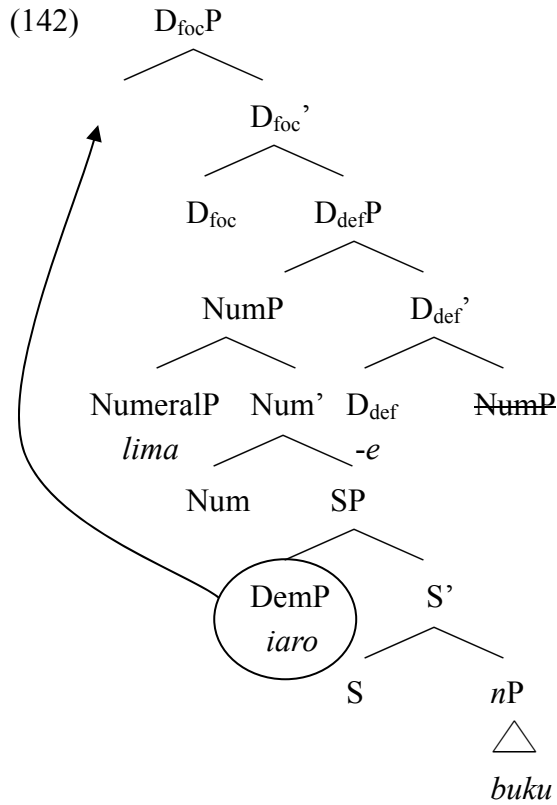 (142) DfocP
Dfoc’
Dfoc DdefP
NumP Ddef’
NumeralP Num’ Ddef NumP
lima -e
Num SP
DemP S’
iaro
S nP
buku